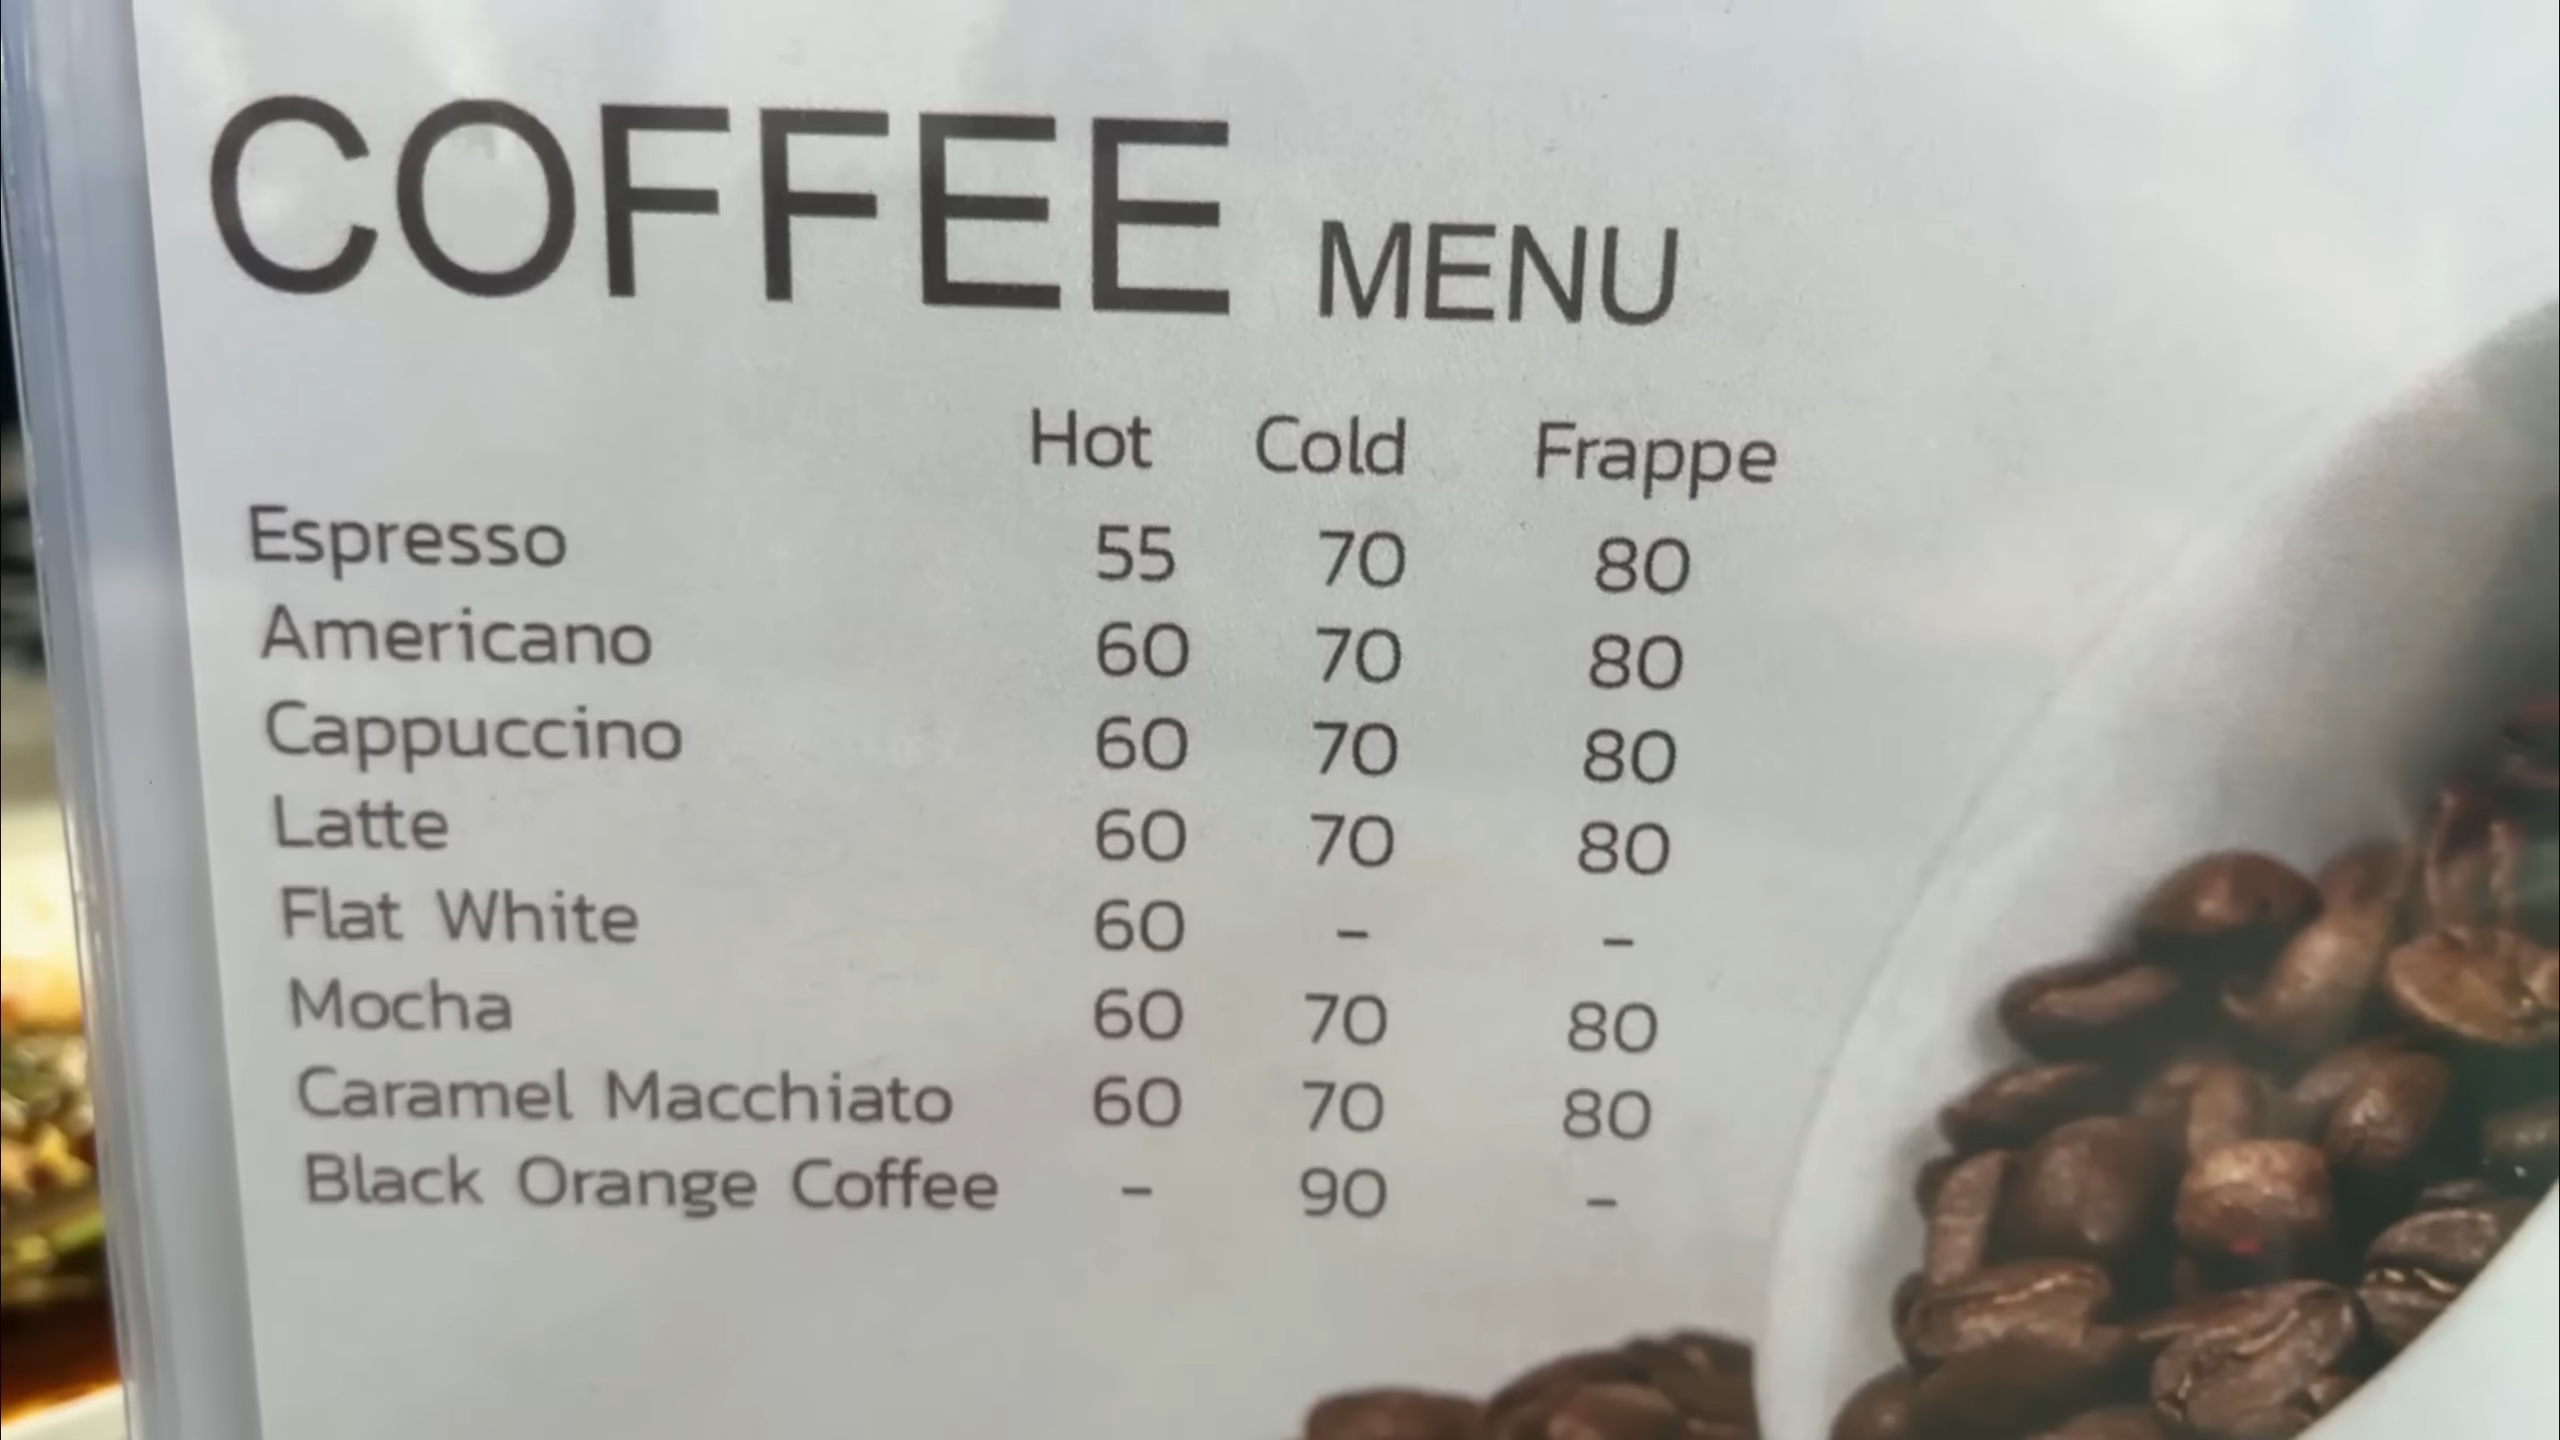 COFFEE MENU
Hot Cold Frappe
Espresso 55 70 80
Americano 60 70 80
Cappuccino 60 70 80
Latte 60 70 80
Flat White 60 - -
Mocha 60 70 80
Caramel Macchiato 60 70 80
Black Orange Coffee - 90 -